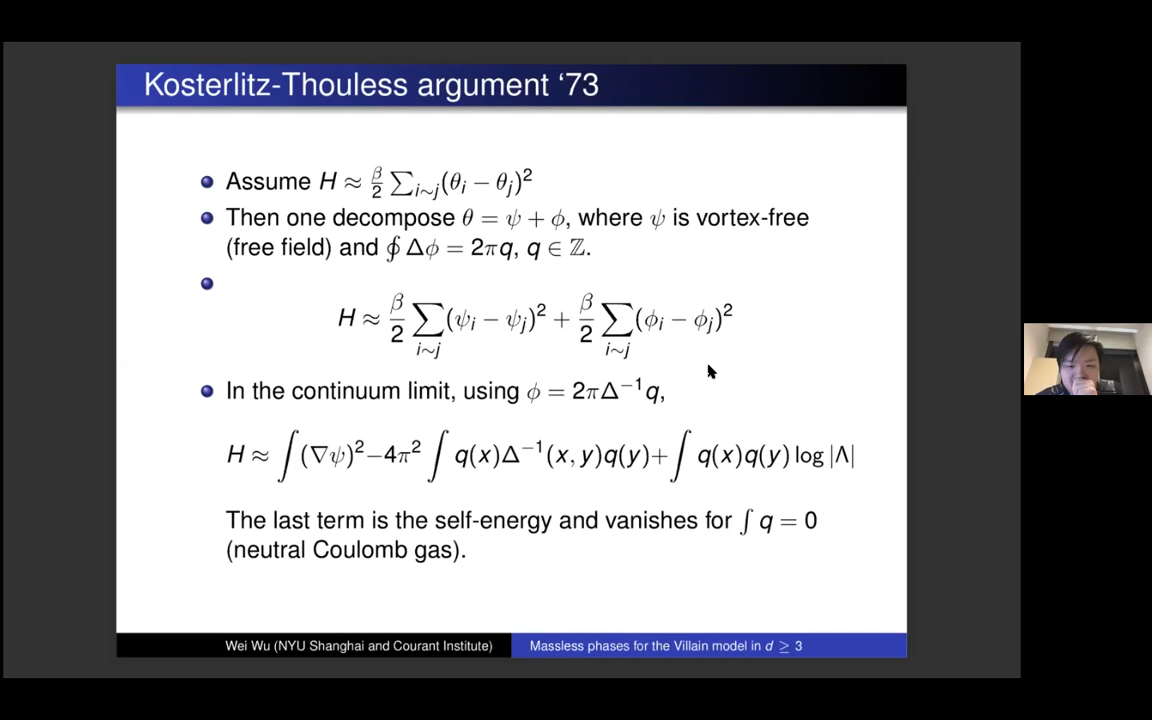 Kosterlitz-Thouless argument ‘73
Assume H ≈ β/2 ∑_{i∼j}(θ_i − θ_j)²
Then one decompose θ = ψ + ϕ, where ψ is vortex-free
(free field) and ∮ Δϕ = 2πq, q ∈ ℤ.
H ≈ β/2 ∑_{i∼j}(ψ_i − ψ_j)² + β/2 ∑_{i∼j}(ϕ_i − ϕ_j)²
In the continuum limit, using ϕ = 2πΔ⁻¹q,
H ≈ ∫(∇ψ)²−4π² ∫ q(x)Δ⁻¹(x, y)q(y)+∫ q(x)q(y) log |Λ|
The last term is the self-energy and vanishes for ∫ q = 0
(neutral Coulomb gas).
Wei Wu (NYU Shanghai and Courant Institute)
Massless phases for the Villain model in d ≥ 3